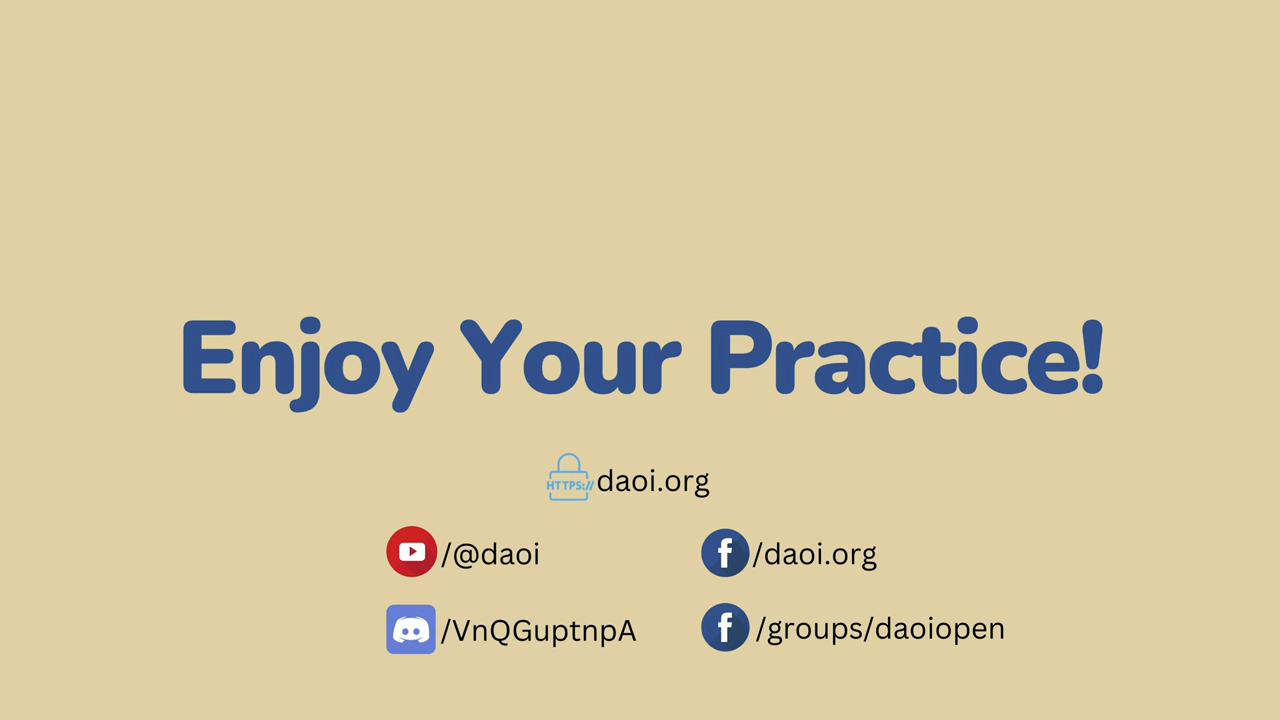 Enjoy Your Practice!
HTTPS://daoi.org
/@daoi
/daoi.org
/VnQGuptnpA
/groups/daoiopen